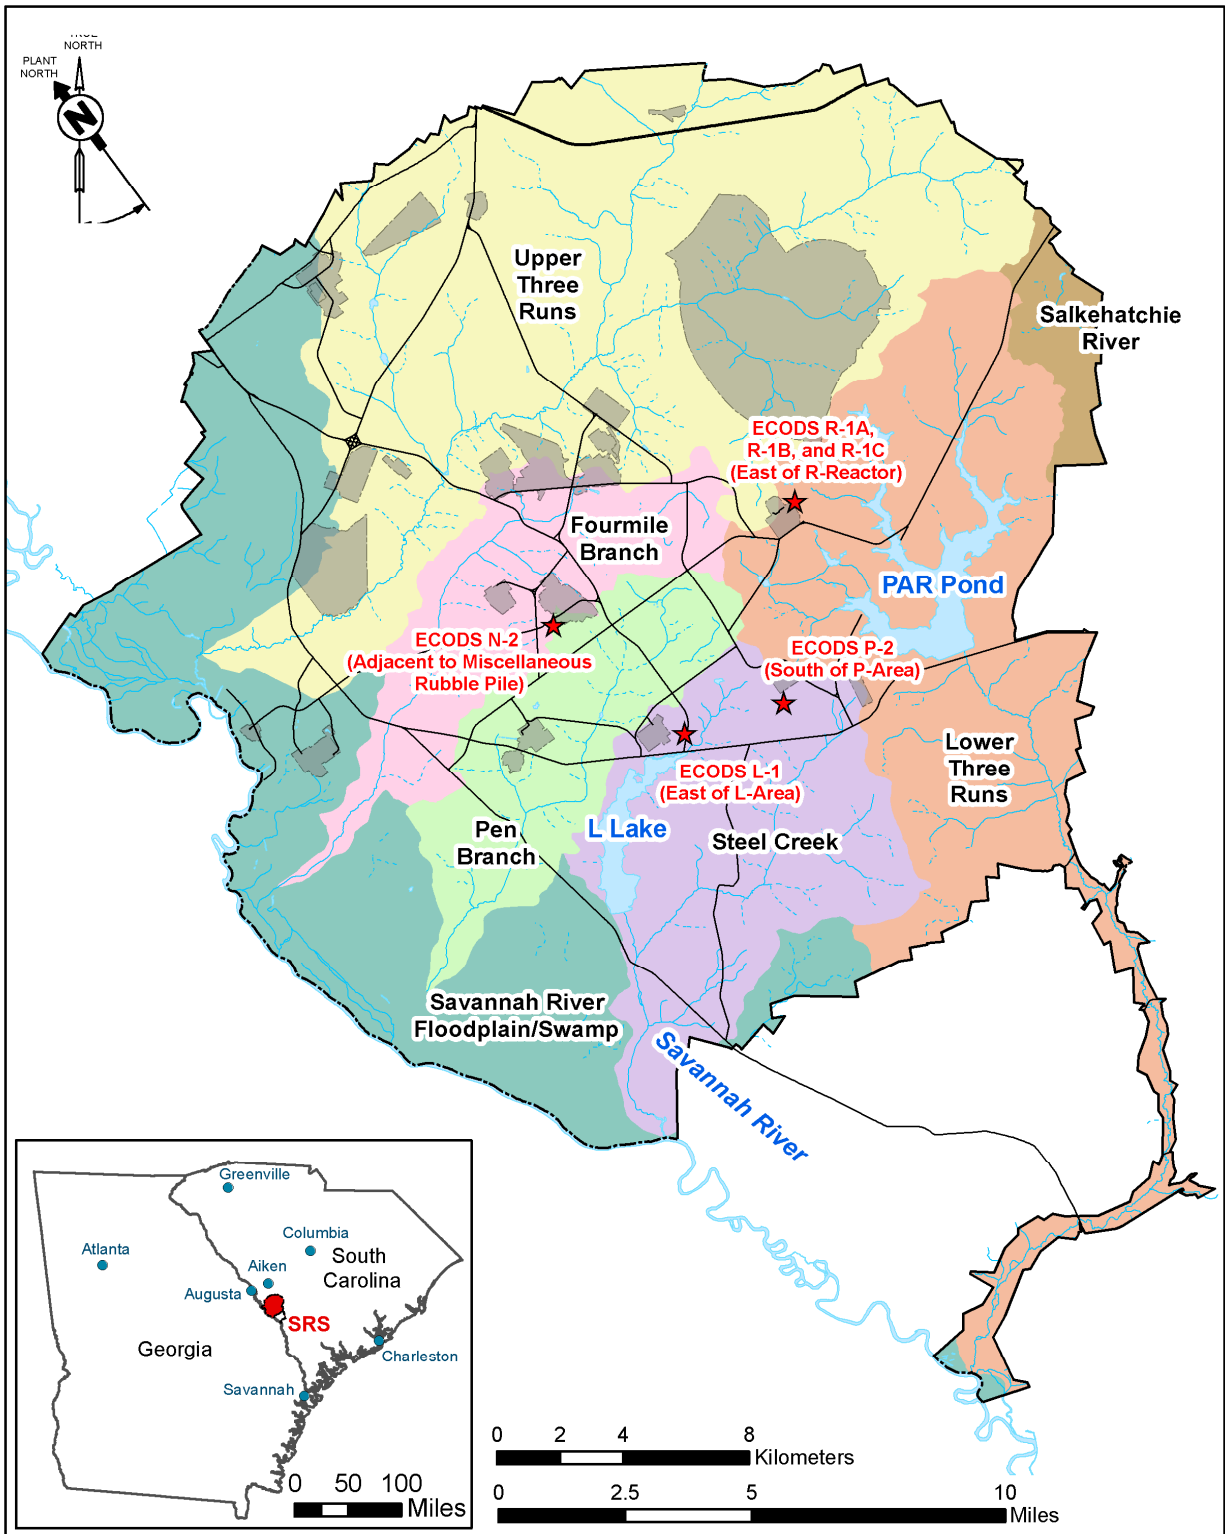 TRUE
NORTH
PLANT
NORTH
N
Upper
Three
Runs
Salkehatchie
River
ECODS R-1A,
R-1B, and R-1C
(East of R-Reactor)
Fourmile
Branch
PAR Pond
ECODS N-2
(Adjacent to Miscellaneous
Rubble Pile)
ECODS P-2
(South of P-Area)
Lower
Three
Runs
ECODS L-1
(East of L-Area)
L Lake
Pen
Branch
Steel Creek
Savannah River
Floodplain/Swamp
Savannah River
Greenville
Columbia
Atlanta
South
Carolina
Aiken
Augusta
SRS
Georgia
Charleston
Savannah
0 50 100
Miles
0 2 4 8
Kilometers
0 2.5 5 10
Miles